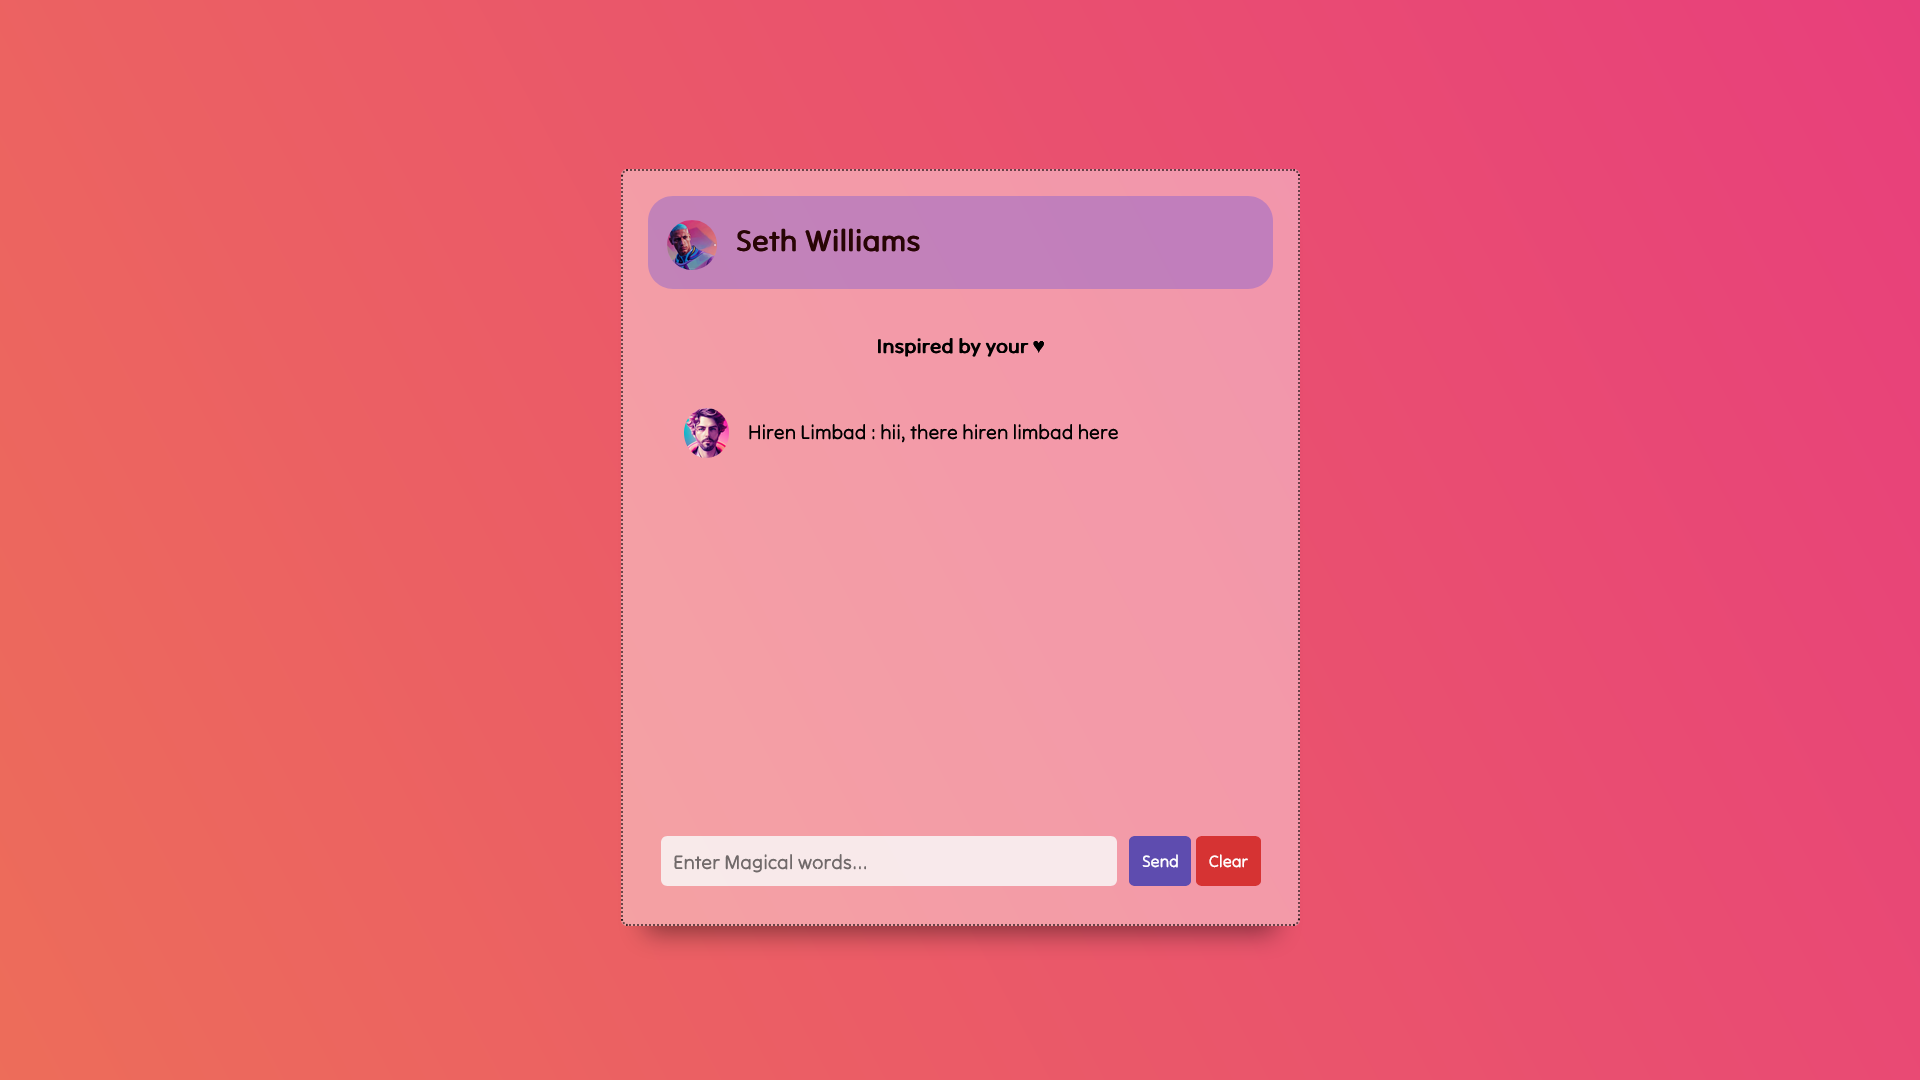 Seth Williams
Inspired by your ♥
Hiren Limbad : hii, there hiren limbad here
Enter Magical words...
Send
Clear